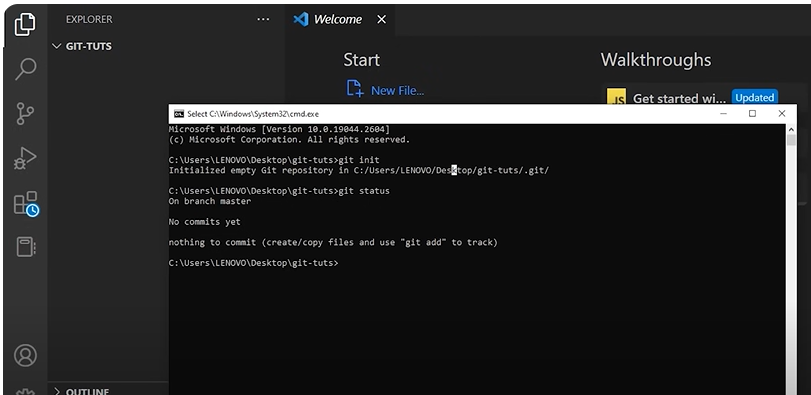 EXPLORER
...
GIT-TUTS
Welcome
Start
New File...
Walkthroughs
JS
Get started wi...
Updated
Select C:\Windows\System32\cmd.exe
Microsoft Windows [Version 10.0.19044.2604]
(c) Microsoft Corporation. All rights reserved.
C:\Users\LENOVO\Desktop\git-tuts>git init
Initialized empty Git repository in C:/Users/LENOVO/Desktop/git-tuts/.git/
C:\Users\LENOVO\Desktop\git-tuts>git status
On branch master
No commits yet
nothing to commit (create/copy files and use "git add" to track)
C:\Users\LENOVO\Desktop\git-tuts>
OUTLINE